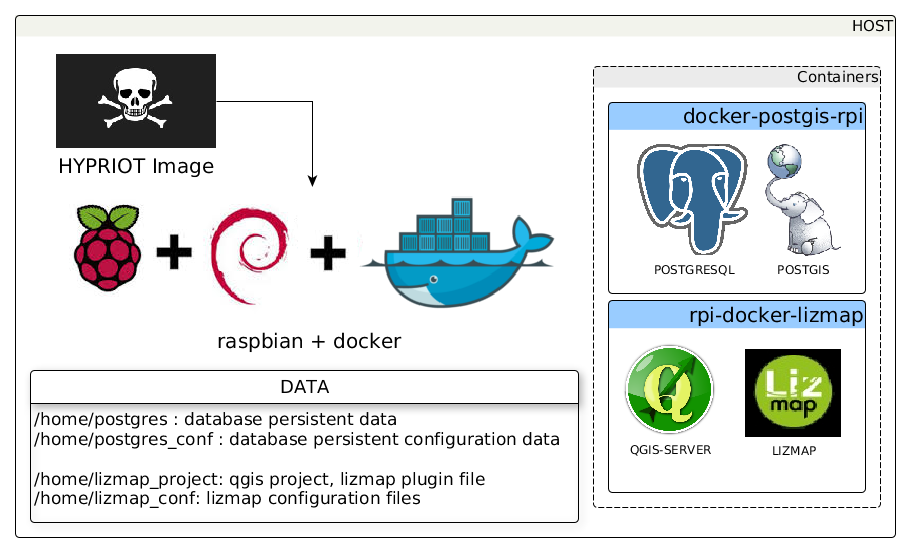 HOST
HYPRIOT Image
raspbian + docker
DATA
/home/postgres : database persistent data
/home/postgres_conf : database persistent configuration data
/home/lizmap_project: qgis project, lizmap plugin file
/home/lizmap_conf: lizmap configuration files
Containers
docker-postgis-rpi
POSTGRESQL
POSTGIS
rpi-docker-lizmap
Q
Liz
map
QGIS-SERVER
LIZMAP